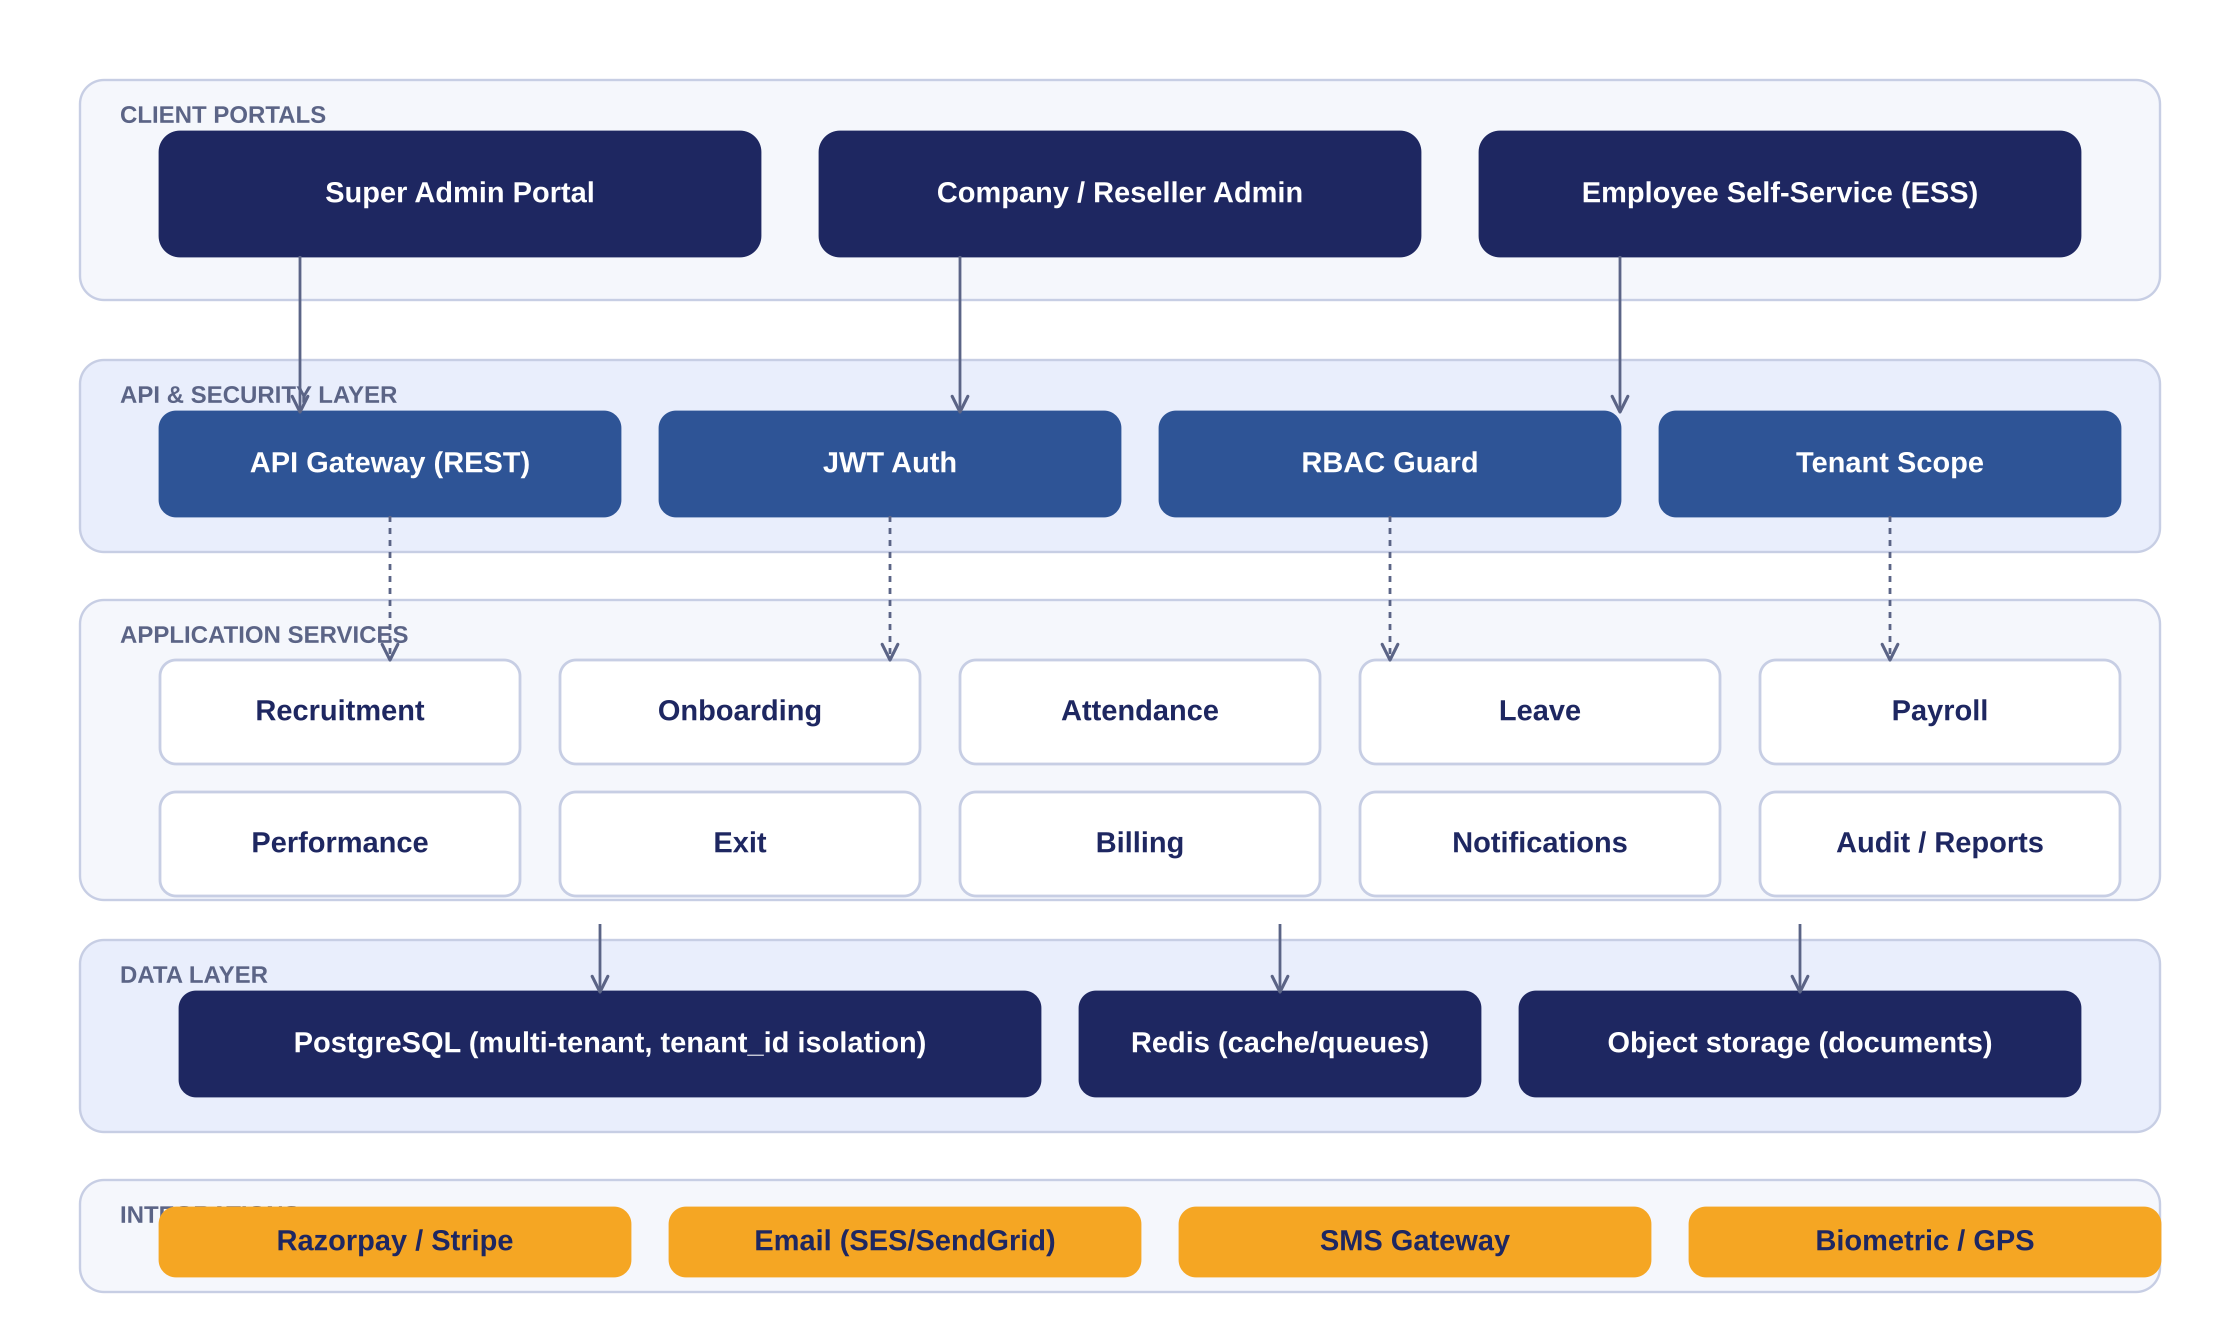 CLIENT PORTALS
Super Admin Portal
Company / Reseller Admin
Employee Self-Service (ESS)
API & SECURITY LAYER
API Gateway (REST)
JWT Auth
RBAC Guard
Tenant Scope
APPLICATION SERVICES
Recruitment
Onboarding
Attendance
Leave
Payroll
Performance
Exit
Billing
Notifications
Audit / Reports
DATA LAYER
PostgreSQL (multi-tenant, tenant_id isolation)
Redis (cache/queues)
Object storage (documents)
Razorpay / Stripe
Email (SES/SendGrid)
SMS Gateway
Biometric / GPS